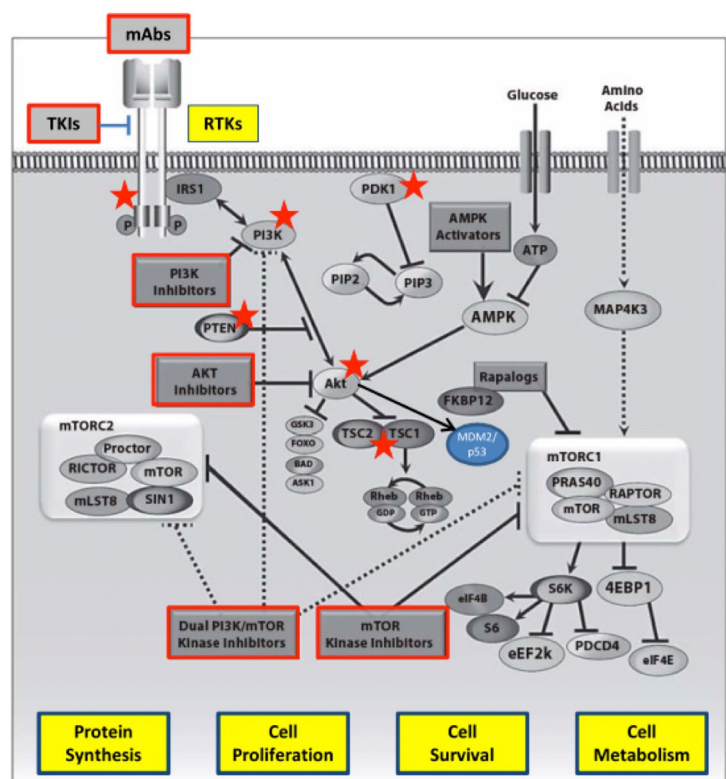 mAbs
TKIs
RTKs
Glucose
Amino
Acids
IRS1
P
P
PI3K
PDK1
AMPK
Activators
ATP
PI3K
Inhibitors
PIP2
PIP3
PTEN
AMPK
MAP4K3
AKT
Inhibitors
Akt
Rapalogs
FKBP12
GSK3
FOXO
BAD
ASK1
TSC2
TSC1
MDM2/
p53
mTORC2
Proctor
RICTOR
mTOR
mLST8
SIN1
mTORC1
PRAS40
RAPTOR
mTOR
mLST8
Rheb
GDP
Rheb
GTP
Dual PI3K/mTOR
Kinase Inhibitors
mTOR
Kinase Inhibitors
eIF4B
S6K
4EBP1
S6
eEF2k
PDCD4
eIF4E
Protein
Synthesis
Cell
Proliferation
Cell
Survival
Cell
Metabolism